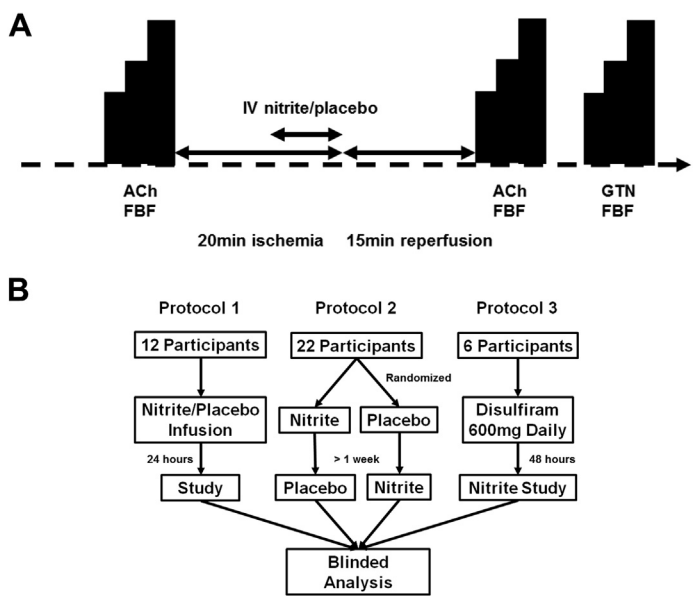 A
IV nitrite/placebo
ACh
FBF
ACh
FBF
GTN
FBF
20min ischemia
15min reperfusion
B
Protocol 1
Protocol 2
Protocol 3
12 Participants
22 Participants
6 Participants
Randomized
Nitrite/Placebo
Infusion
Nitrite
Placebo
Disulfiram
600mg Daily
24 hours
> 1 week
48 hours
Study
Placebo
Nitrite
Nitrite Study
Blinded
Analysis